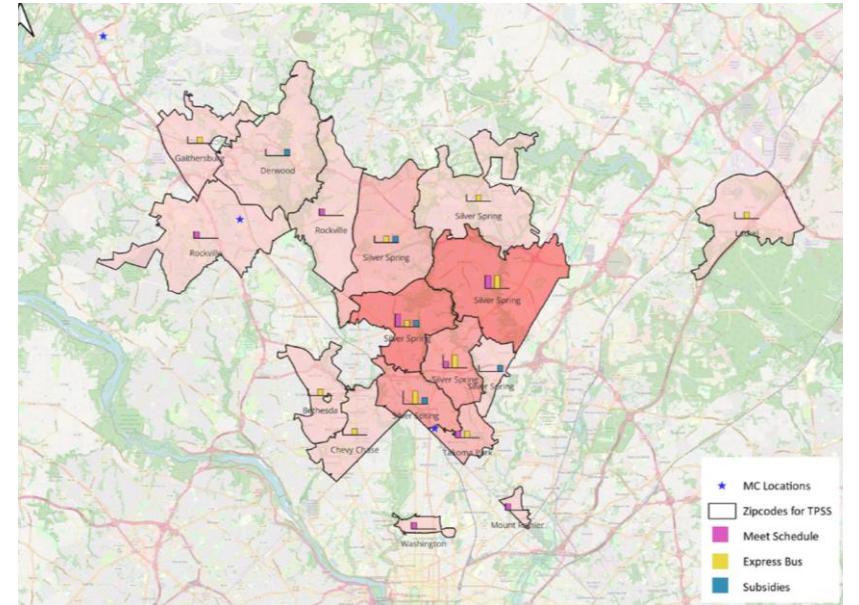 Gaithersburg
Derwood
Rockville
Rockville
Silver Spring
Silver Spring
Silver Spring
Silver Spring
Silver Spring
Silver Spring
Silver Spring
Bethesda
Chevy Chase
Takoma Park
Laurel
Washington
Mount Rainier
MC Locations
Zipcodes for TPSS
Meet Schedule
Express Bus
Subsidies